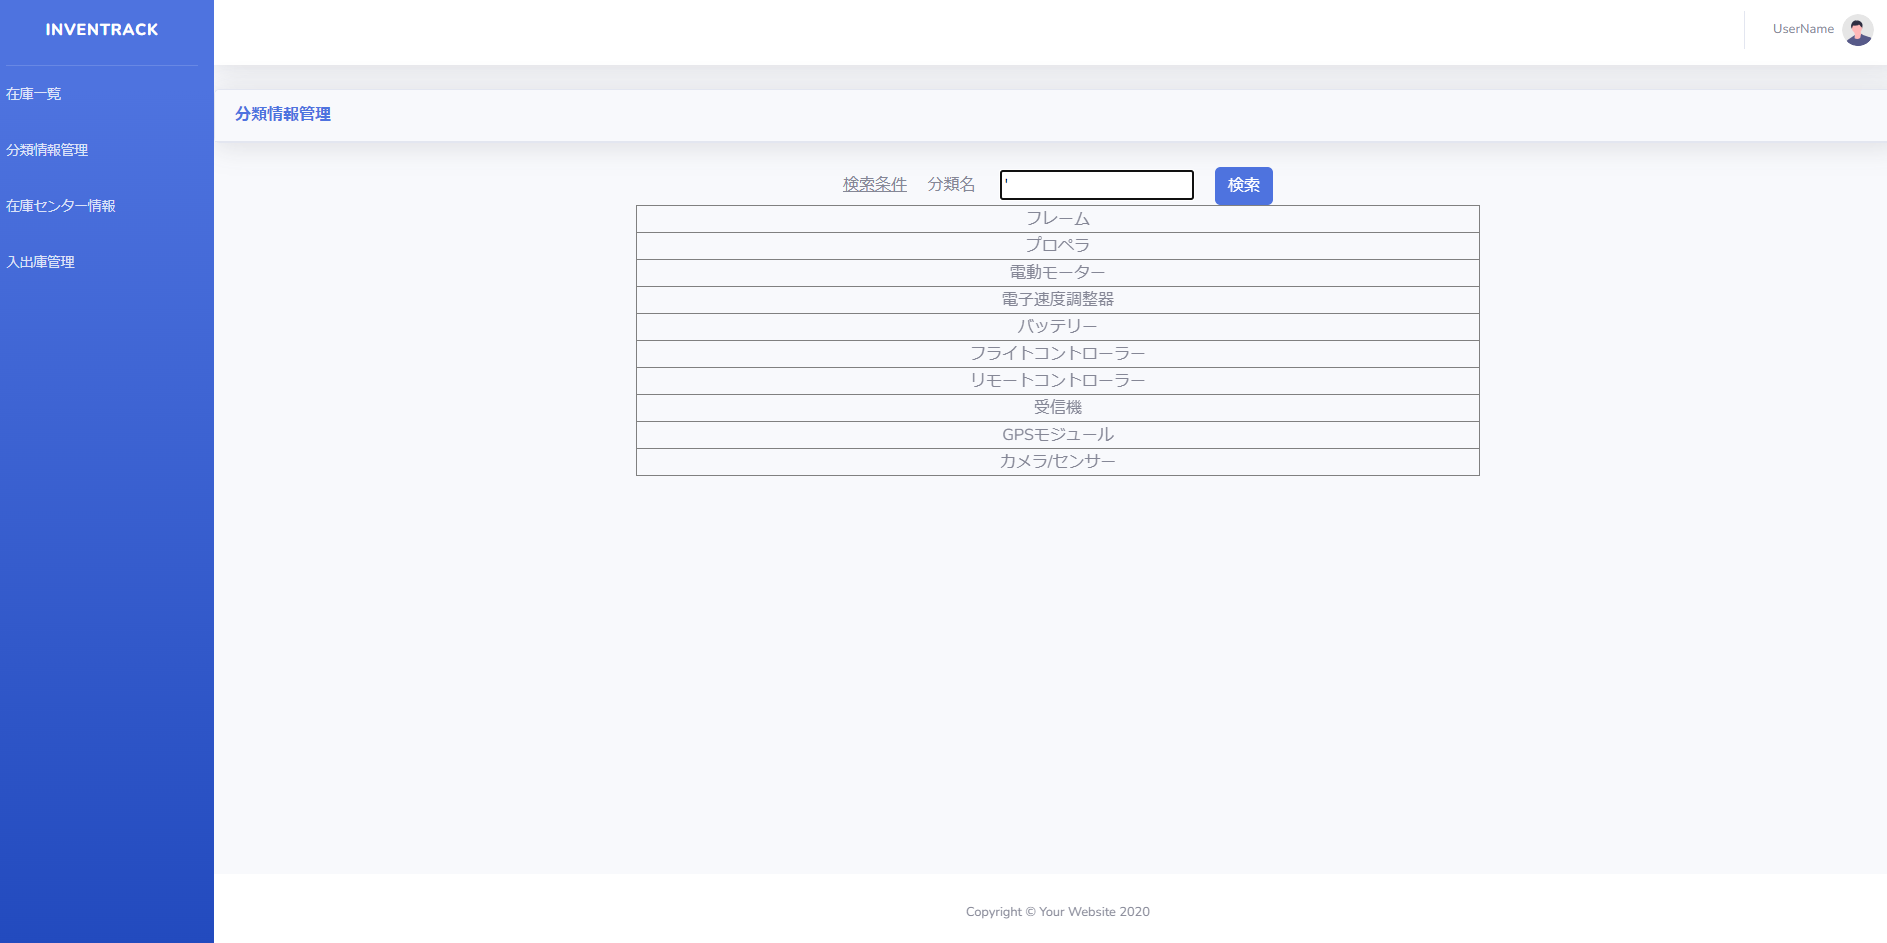 INVENTRACK
UserName
在庫一覧
分類情報管理
在庫センター情報
入出庫管理
分類情報管理
検索条件 分類名 ' 検索
フレーム
プロペラ
電動モーター
電子速度調整器
バッテリー
フライトコントローラー
リモートコントローラー
受信機
GPSモジュール
カメラ/センサー
Copyright © Your Website 2020